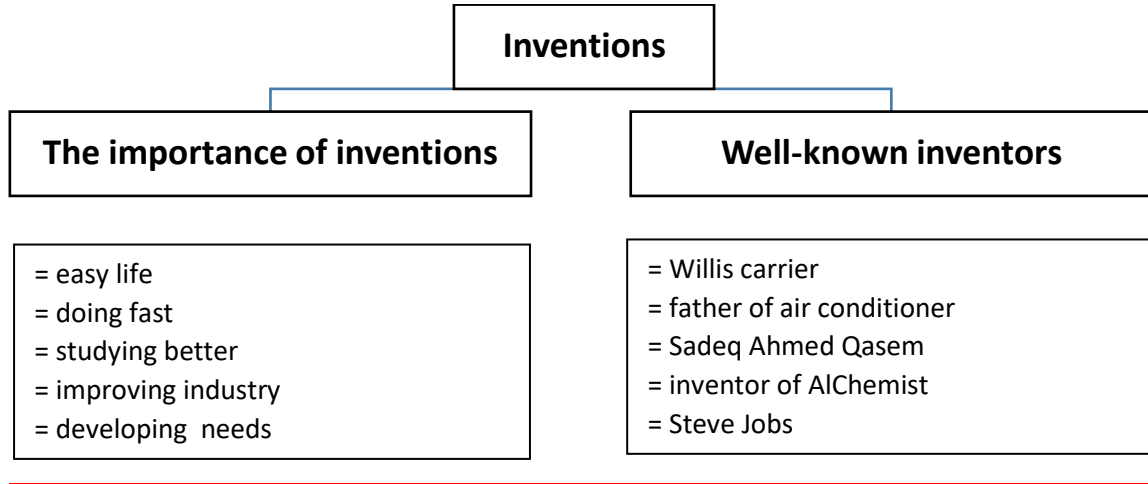 Inventions
The importance of inventions
Well-known inventors
= easy life
= doing fast
= studying better
= improving industry
= developing  needs
= Willis carrier
= father of air conditioner
= Sadeq Ahmed Qasem
= inventor of AlChemist
= Steve Jobs